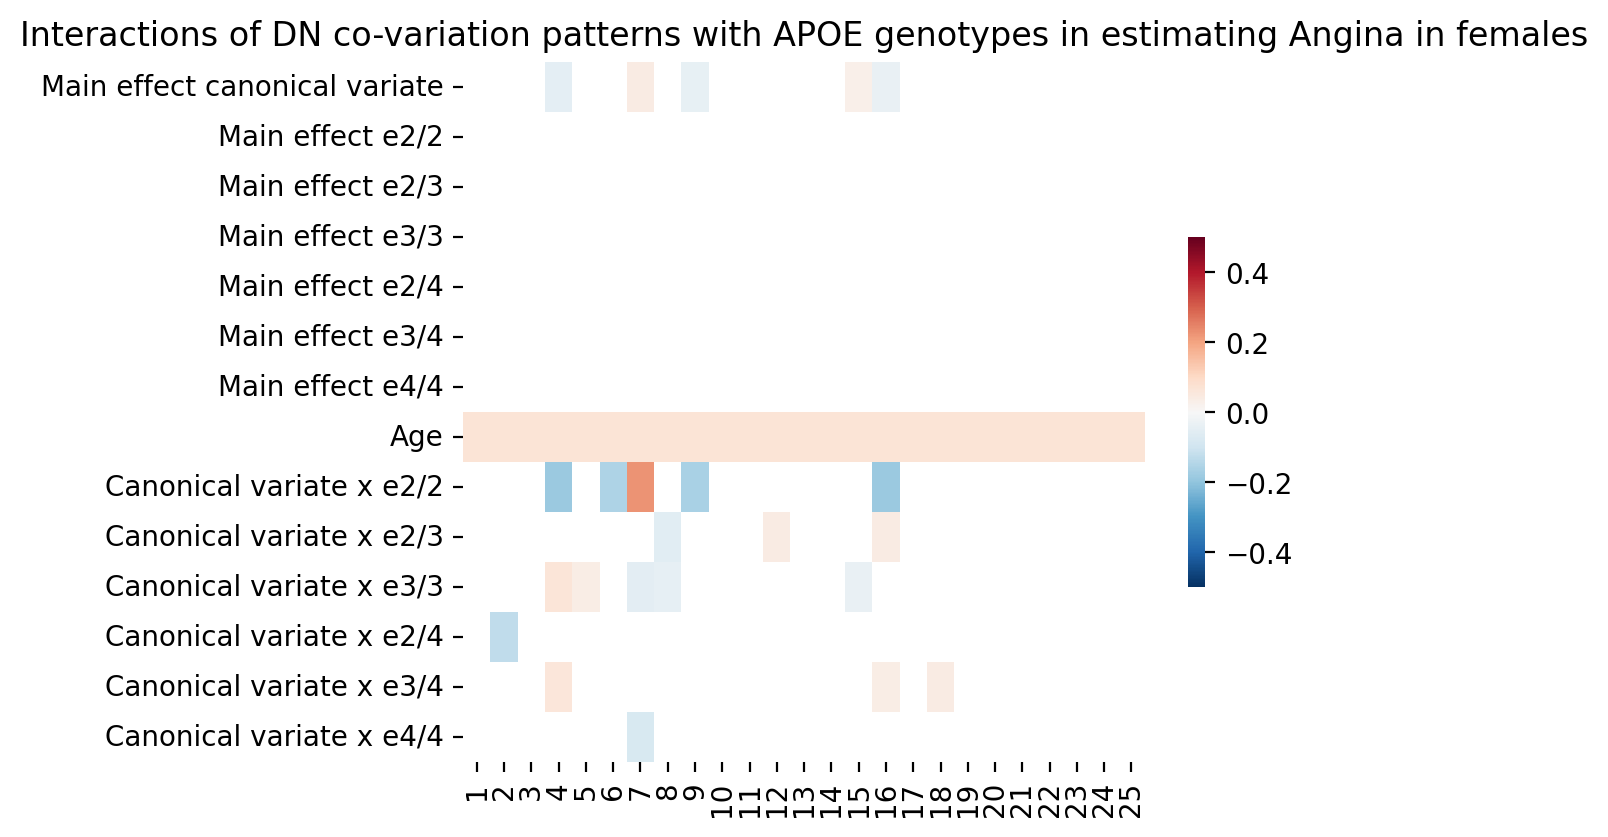 Interactions of DN co-variation patterns with APOE genotypes in estimating Angina in females
Main effect canonical variate
Main effect e2/2
Main effect e2/3
Main effect e3/3
Main effect e2/4
Main effect e3/4
Main effect e4/4
Age
Canonical variate x e2/2
Canonical variate x e2/3
Canonical variate x e3/3
Canonical variate x e2/4
Canonical variate x e3/4
Canonical variate x e4/4
1 2 3 4 5 6 7 8 9 10 11 12 13 14 15 16 17 18 19 20 21 22 23 24 25
0.4
0.2
0.0
−0.2
−0.4